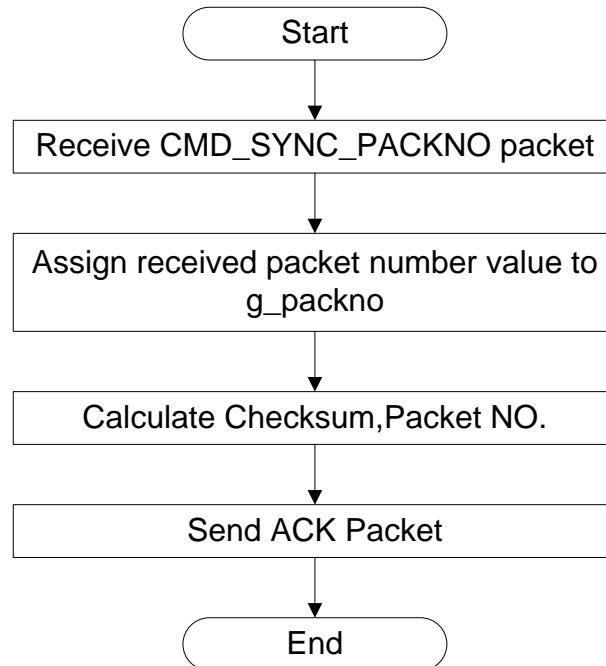 Start
Receive CMD_SYNC_PACKNO packet
Assign received packet number value to
g_packno
Calculate Checksum,Packet NO.
Send ACK Packet
End